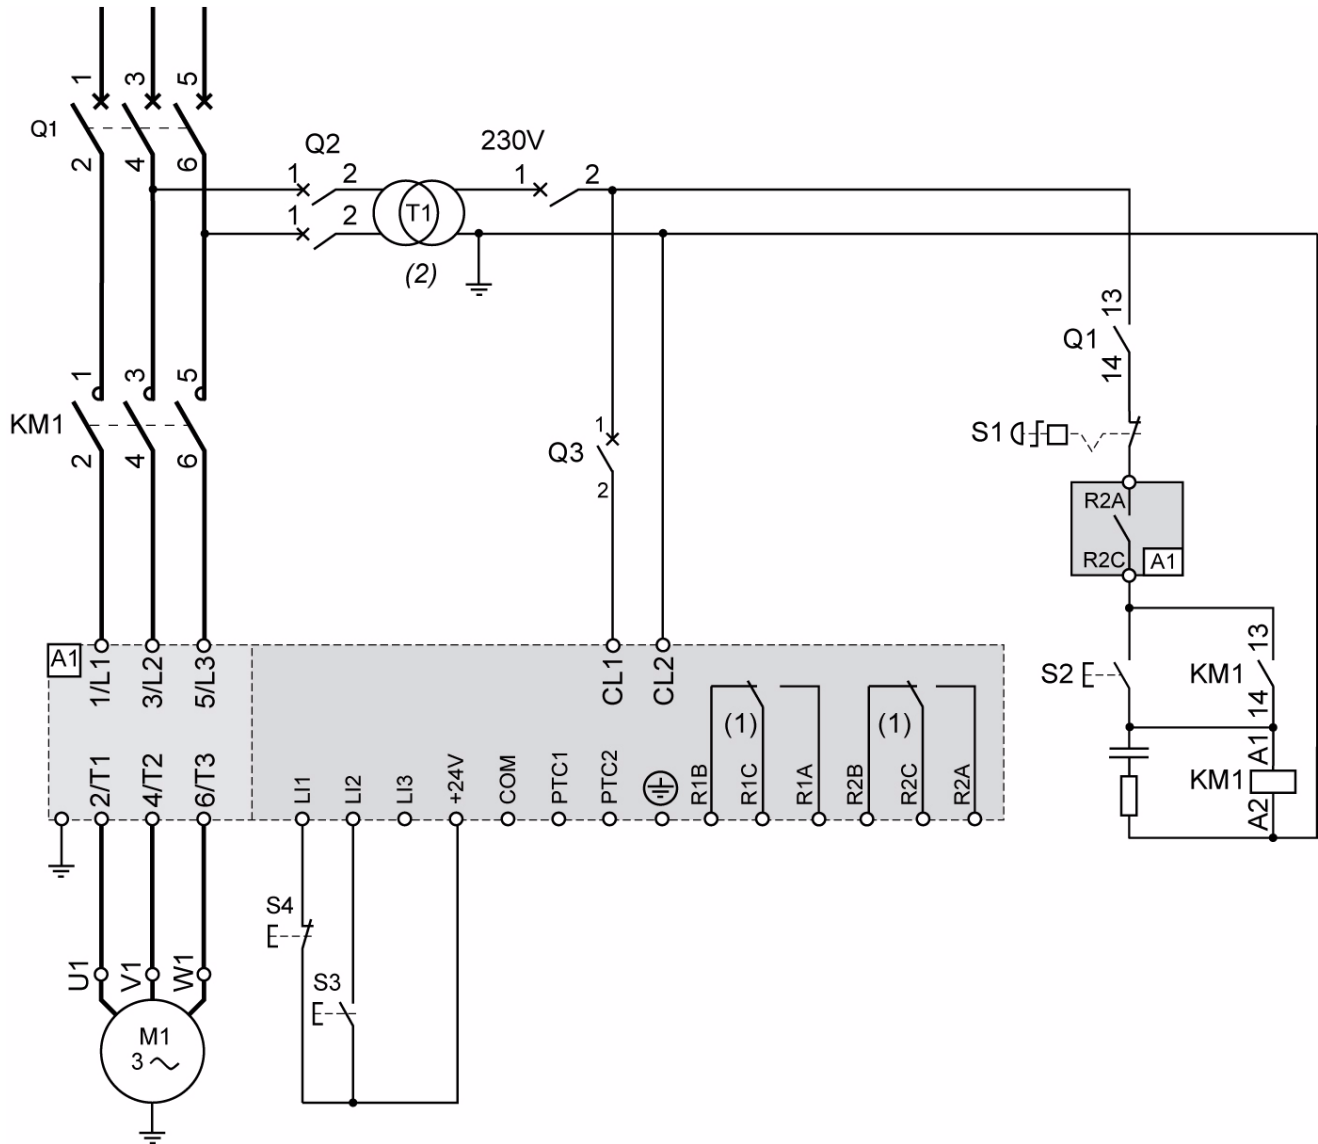 1 3 5
Q1
2 4 6
Q2
230V
1 2
1 2
1 2
T1
(2)
1 3 5
KM1
2 4 6
1
Q3
2
13
Q1
14
S1
R2A
R2C
A1
13
S2
KM1
14
A1
KM1
A2
A1
1/L1 3/L2 5/L3
CL1 CL2
(1) (1)
2/T1 4/T2 6/T3
LI1 LI2 LI3 +24V COM PTC1 PTC2 R1B R1C R1A R2B R2C R2A
S4
S3
U1 V1 W1
M1
3